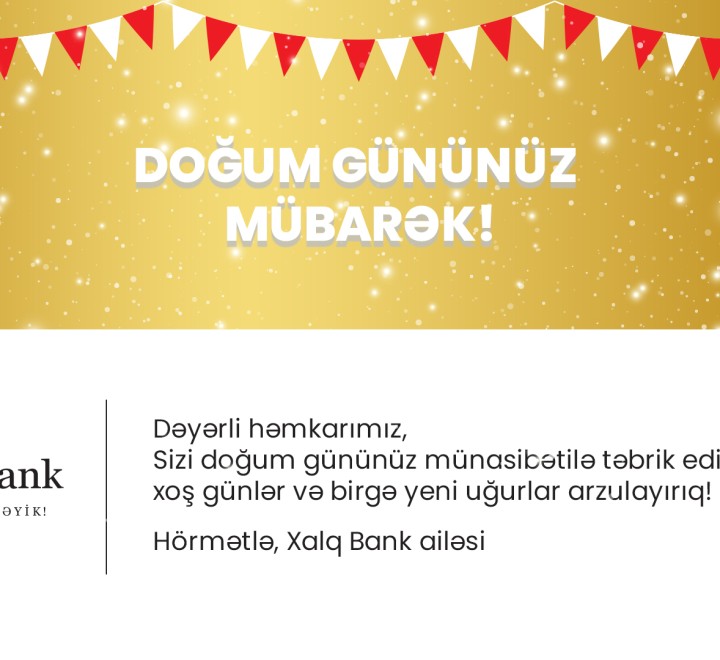 DOĞUM GÜNÜNÜZ
MÜBARƏK!
Dəyərli həmkarımız,
Sizi doğum gününüz münasibətilə təbrik edi
xoş günlər və birgə yeni uğurlar arzulayırıq!
ank
ƏYİK!
Hörmətlə, Xalq Bank ailəsi